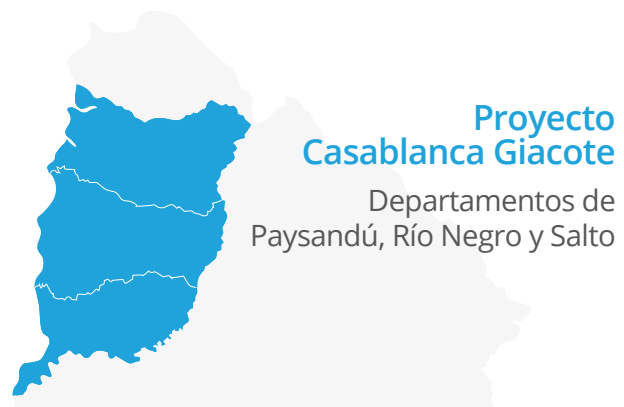 Proyecto
Casablanca Giacote
Departamentos de
Paysandú, Río Negro y Salto